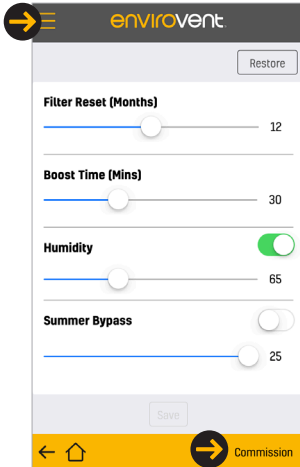 envirovent
Restore
Filter Reset (Months)
12
Boost Time (Mins)
30
Humidity
65
Summer Bypass
25
Save
Commission